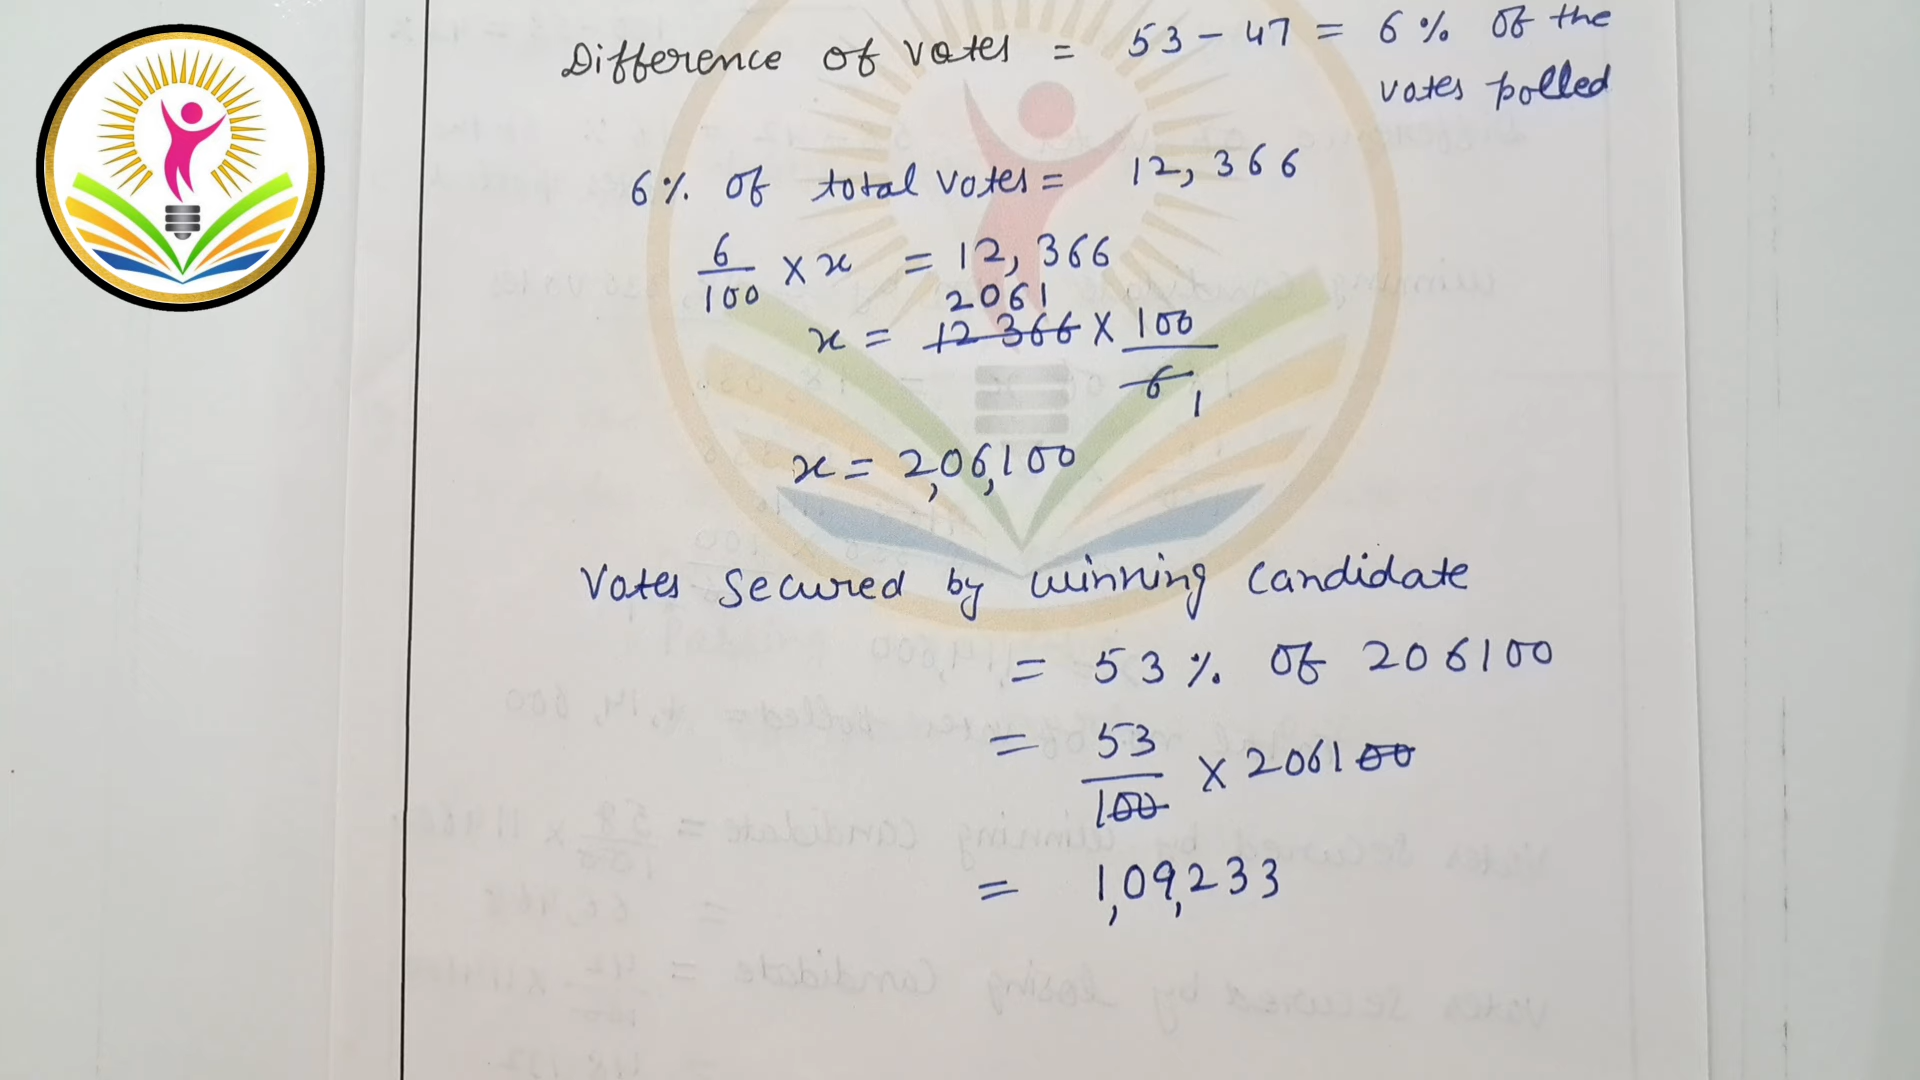 Difference of votes = 53 - 47 = 6% of the
votes polled
6% of total votes = 12,366
6/100 × x = 12,366
2061
x = 12 366 × 100/6 1
x = 2,06,100
Votes secured by winning candidate
= 53% of 206100
= 53/100 × 206100
= 1,09,233